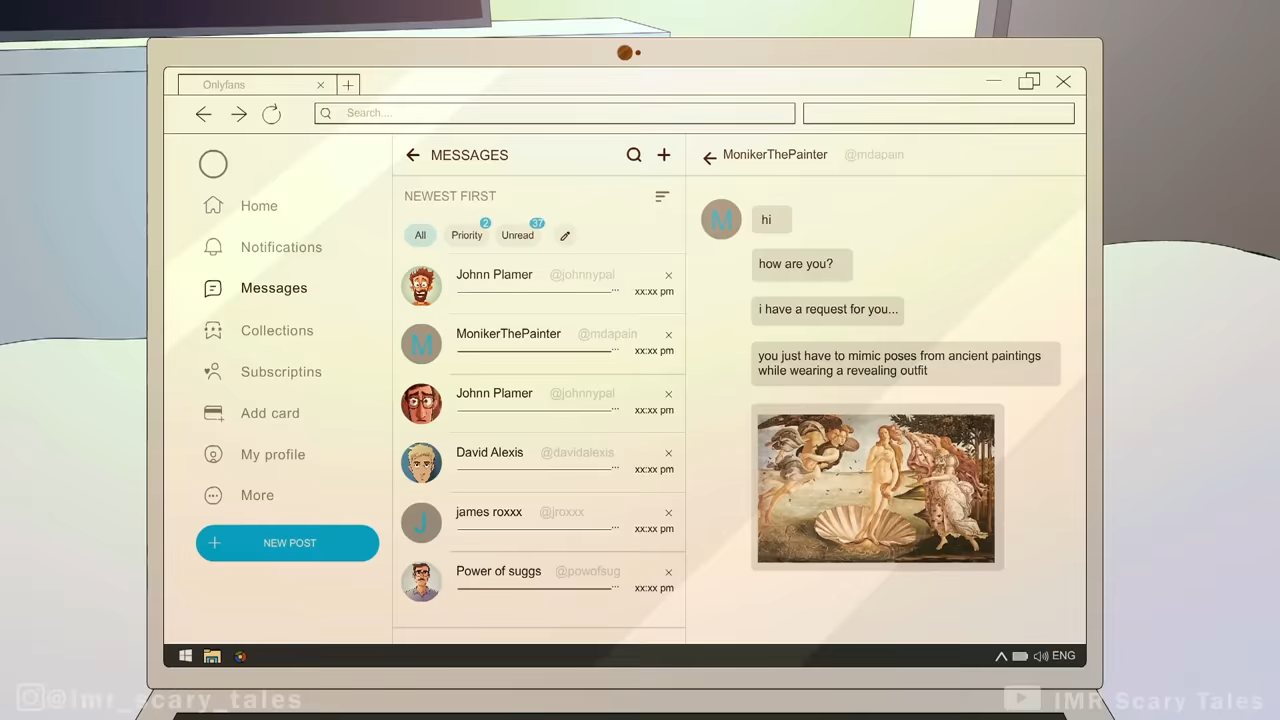 Onlyfans
Search....
Home
Notifications
Messages
Collections
Subscriptins
Add card
My profile
More
NEW POST
MESSAGES
NEWEST FIRST
All
Priority 2
Unread 37
Johnn Plamer @johnnypal
xx:xx pm
M
MonikerThePainter @mdapain
xx:xx pm
Johnn Plamer @johnnypal
xx:xx pm
David Alexis @davidalexis
xx:xx pm
J
james roxxx @jroxxx
xx:xx pm
Power of suggs @powofsug
xx:xx pm
MonikerThePainter @mdapain
M
hi
how are you?
i have a request for you...
you just have to mimic poses from ancient paintings
while wearing a revealing outfit
ENG
@imr_scary_tales
IMR Scary Tales